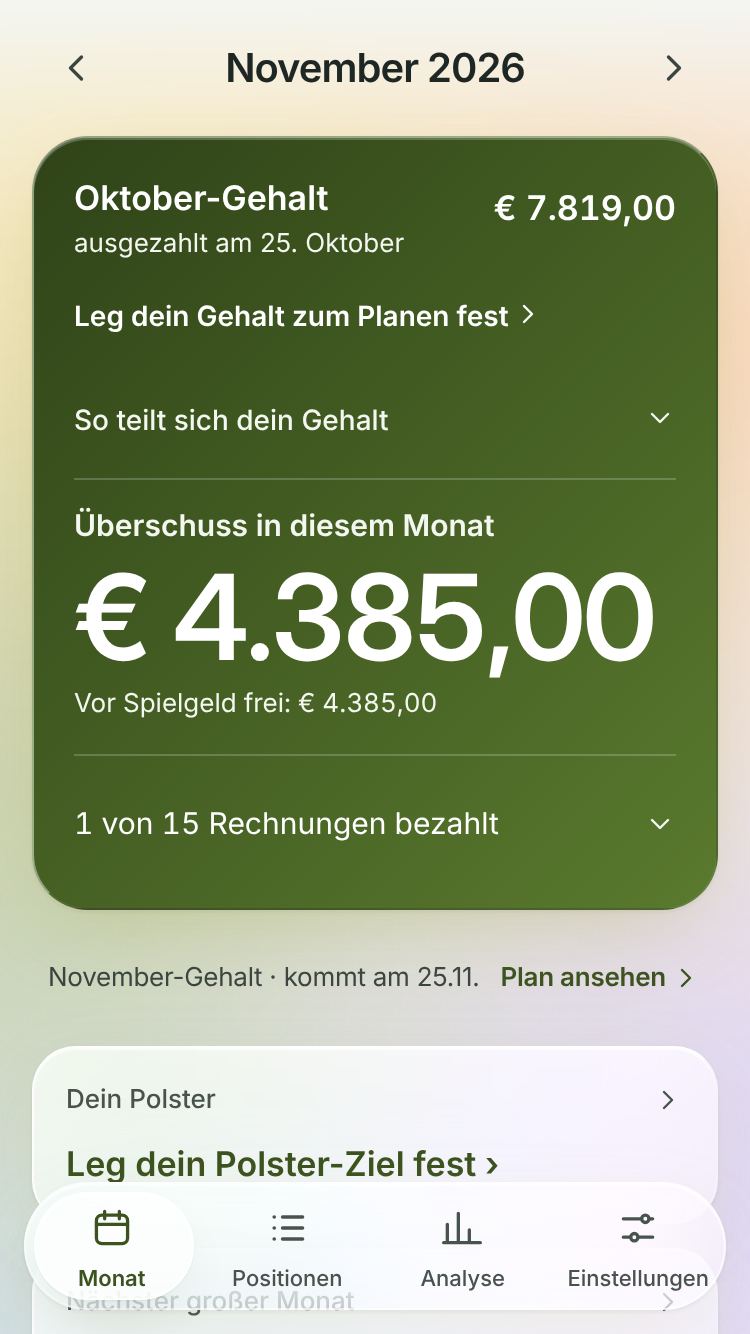 November 2026
Oktober-Gehalt
€ 7.819,00
ausgezahlt am 25. Oktober
Leg dein Gehalt zum Planen fest
So teilt sich dein Gehalt
Überschuss in diesem Monat
€ 4.385,00
Vor Spielgeld frei: € 4.385,00
1 von 15 Rechnungen bezahlt
November-Gehalt · kommt am 25.11. Plan ansehen
Dein Polster
Leg dein Polster-Ziel fest ›
Monat Positionen Analyse Einstellungen
Nächster großer Monat